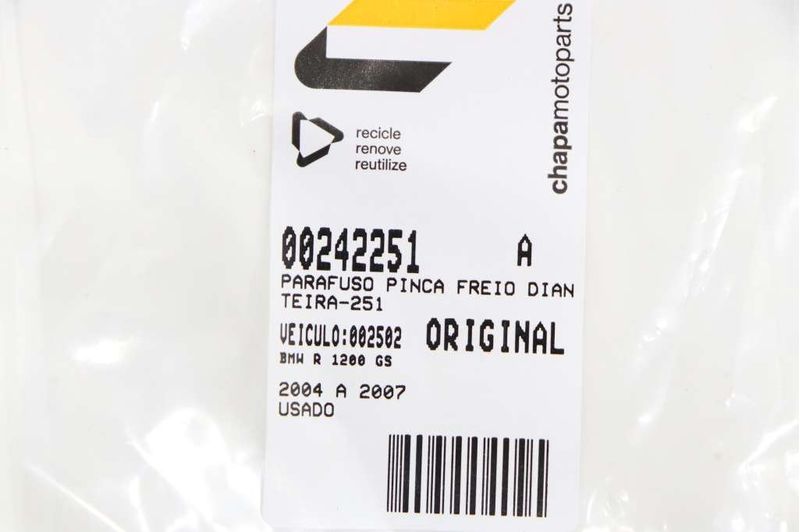 chapamotoparts
recicle
renove
reutilize
00242251 A
PARAFUSO PINCA FREIO DIAN
TEIRA-251
VEICULO:002502 ORIGINAL
BMW R 1200 GS
2004 A 2007
USADO